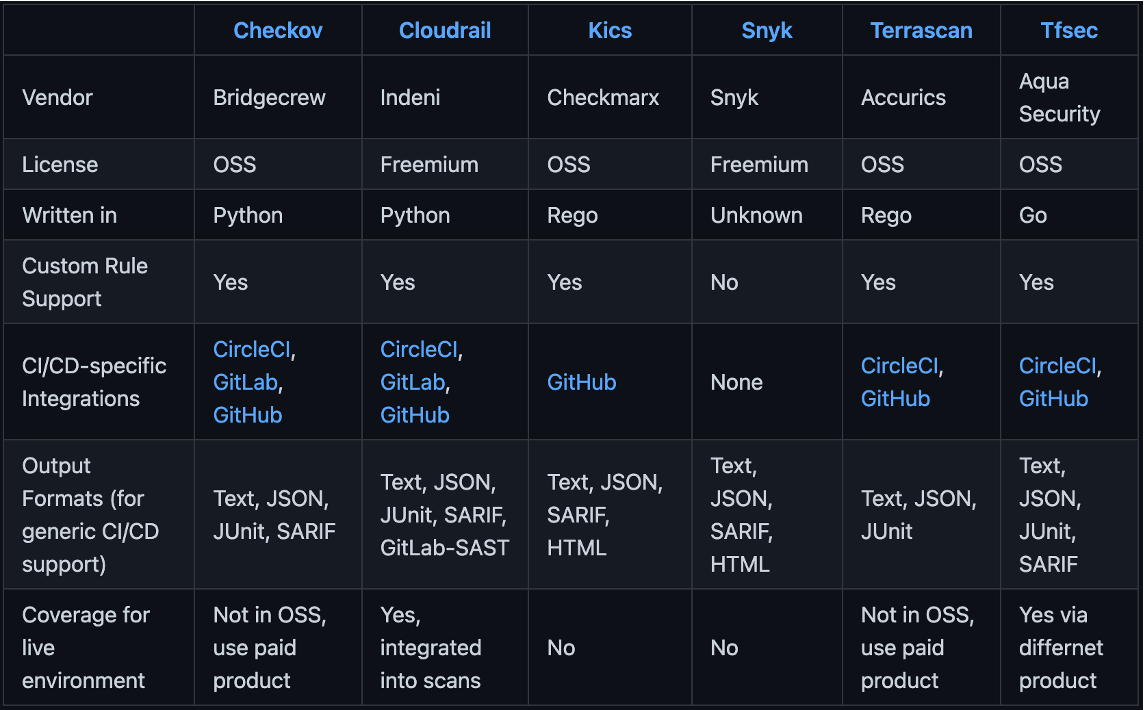 Checkov Cloudrail Kics Snyk Terrascan Tfsec
Vendor
Bridgecrew
Indeni
Checkmarx
Snyk
Accurics
Aqua
Security
License
OSS
Freemium
OSS
Freemium
OSS
OSS
Written in
Python
Python
Rego
Unknown
Rego
Go
Custom Rule
Support
Yes
Yes
Yes
No
Yes
Yes
CI/CD-specific
Integrations
CircleCI,
GitLab,
GitHub
CircleCI,
GitLab,
GitHub
GitHub
None
CircleCI,
GitHub
CircleCI,
GitHub
Output
Formats (for
generic CI/CD
support)
Text, JSON,
JUnit, SARIF
Text, JSON,
JUnit, SARIF,
GitLab-SAST
Text, JSON,
SARIF,
HTML
Text,
JSON,
SARIF,
HTML
Text, JSON,
JUnit
Text,
JSON,
JUnit,
SARIF
Coverage for
live
environment
Not in OSS,
use paid
product
Yes,
integrated
into scans
No
No
Not in OSS,
use paid
product
Yes via
differnet
product